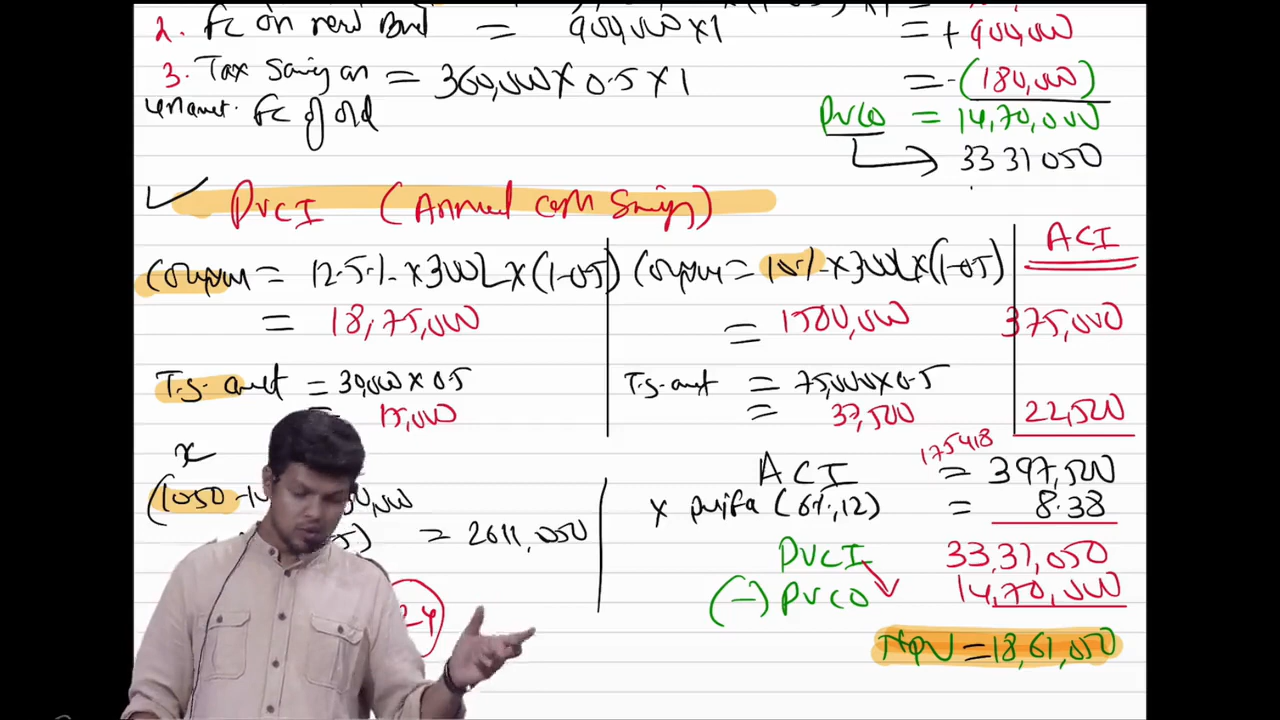 2. FC on new Bond = 900,000 x 1 = + 900,000
3. Tax Saving on = 360,000 x 0.5 x 1 = - (180,000)
unamort. FC of old PVCO = 14,70,000
33 31 050
✓ PVCI (Annual cash Savings)
ACI
Coupon = 12.5% x 300L x (1-0.5) Coupon = 10% x 300L x (1-0.5)
= 18,75,000 = 1500,000 375,000
T.S. amort = 30,000 x 0.5 T.S. amort = 75,000 x 0.5
= 15,000 = 37,500 22,500
x ACI 175418 = 397,500
(1050 x pvifa (6%, 12) = 8.38
= 2611,050
PVCI 33,31,050
(-) PVCO 14,70,000
NPV = 18,61,050